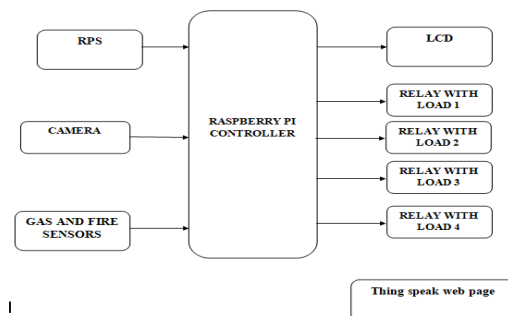 RPS
CAMERA
GAS AND FIRE
SENSORS
RASPBERRY PI
CONTROLLER
LCD
RELAY WITH
LOAD 1
RELAY WITH
LOAD 2
RELAY WITH
LOAD 3
RELAY WITH
LOAD 4
Thing speak web page